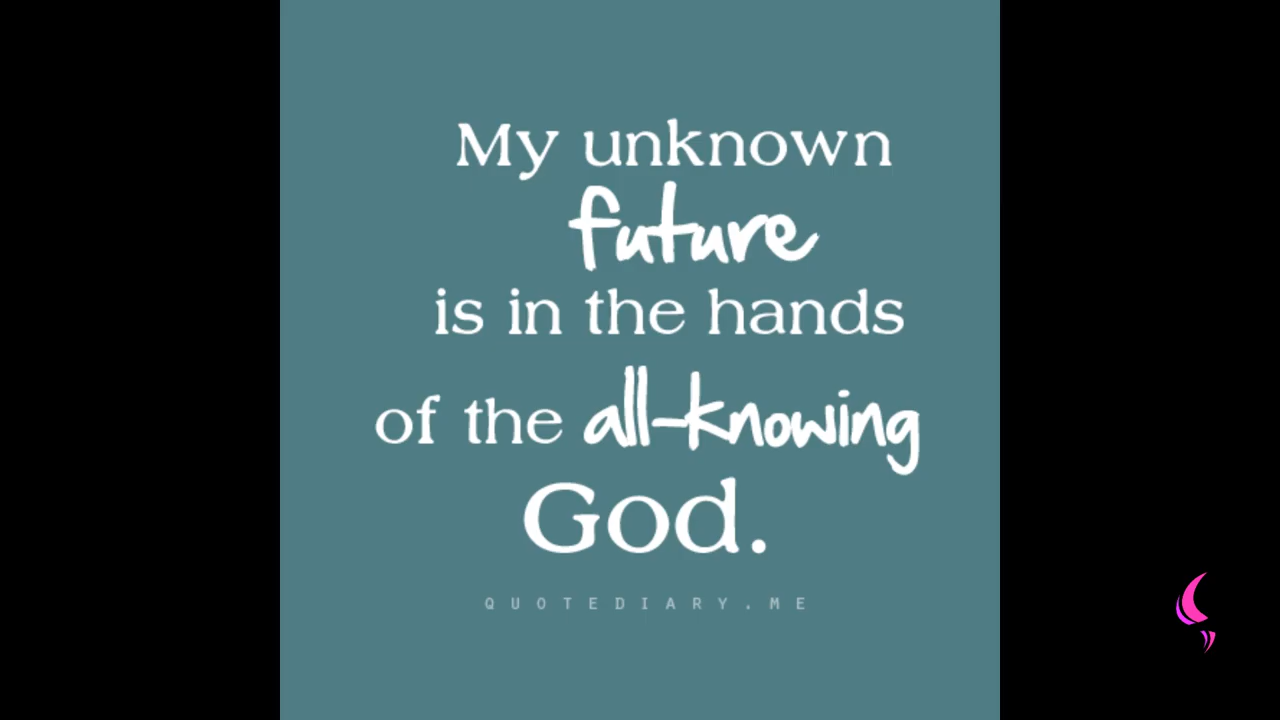 My unknown
future
is in the hands
of the all-knowing
God.
QUOTEDIARY.ME